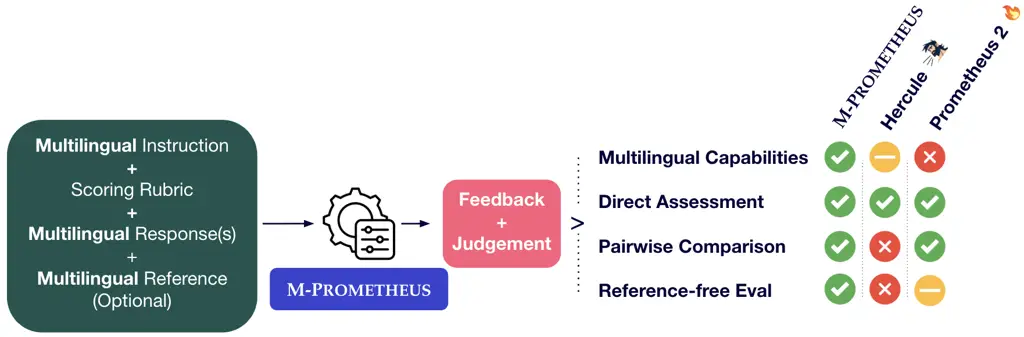 Multilingual Instruction
+
Scoring Rubric
+
Multilingual Response(s)
+
Multilingual Reference
(Optional)
M-PROMETHEUS
Feedback
+
Judgement
>
M-PROMETHEUS
Hercule
Prometheus 2
Multilingual Capabilities
Direct Assessment
Pairwise Comparison
Reference-free Eval